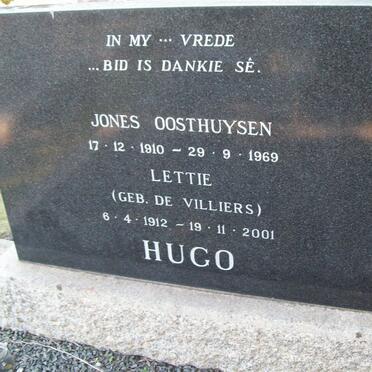 IN MY ... VREDE
...BID IS DANKIE SÊ.
JONES OOSTHUYSEN
17 · 12 · 1910 – 29 · 9 · 1969
LETTIE
(GEB. DE VILLIERS)
6 · 4 · 1912 – 19 · 11 · 2001
HUGO